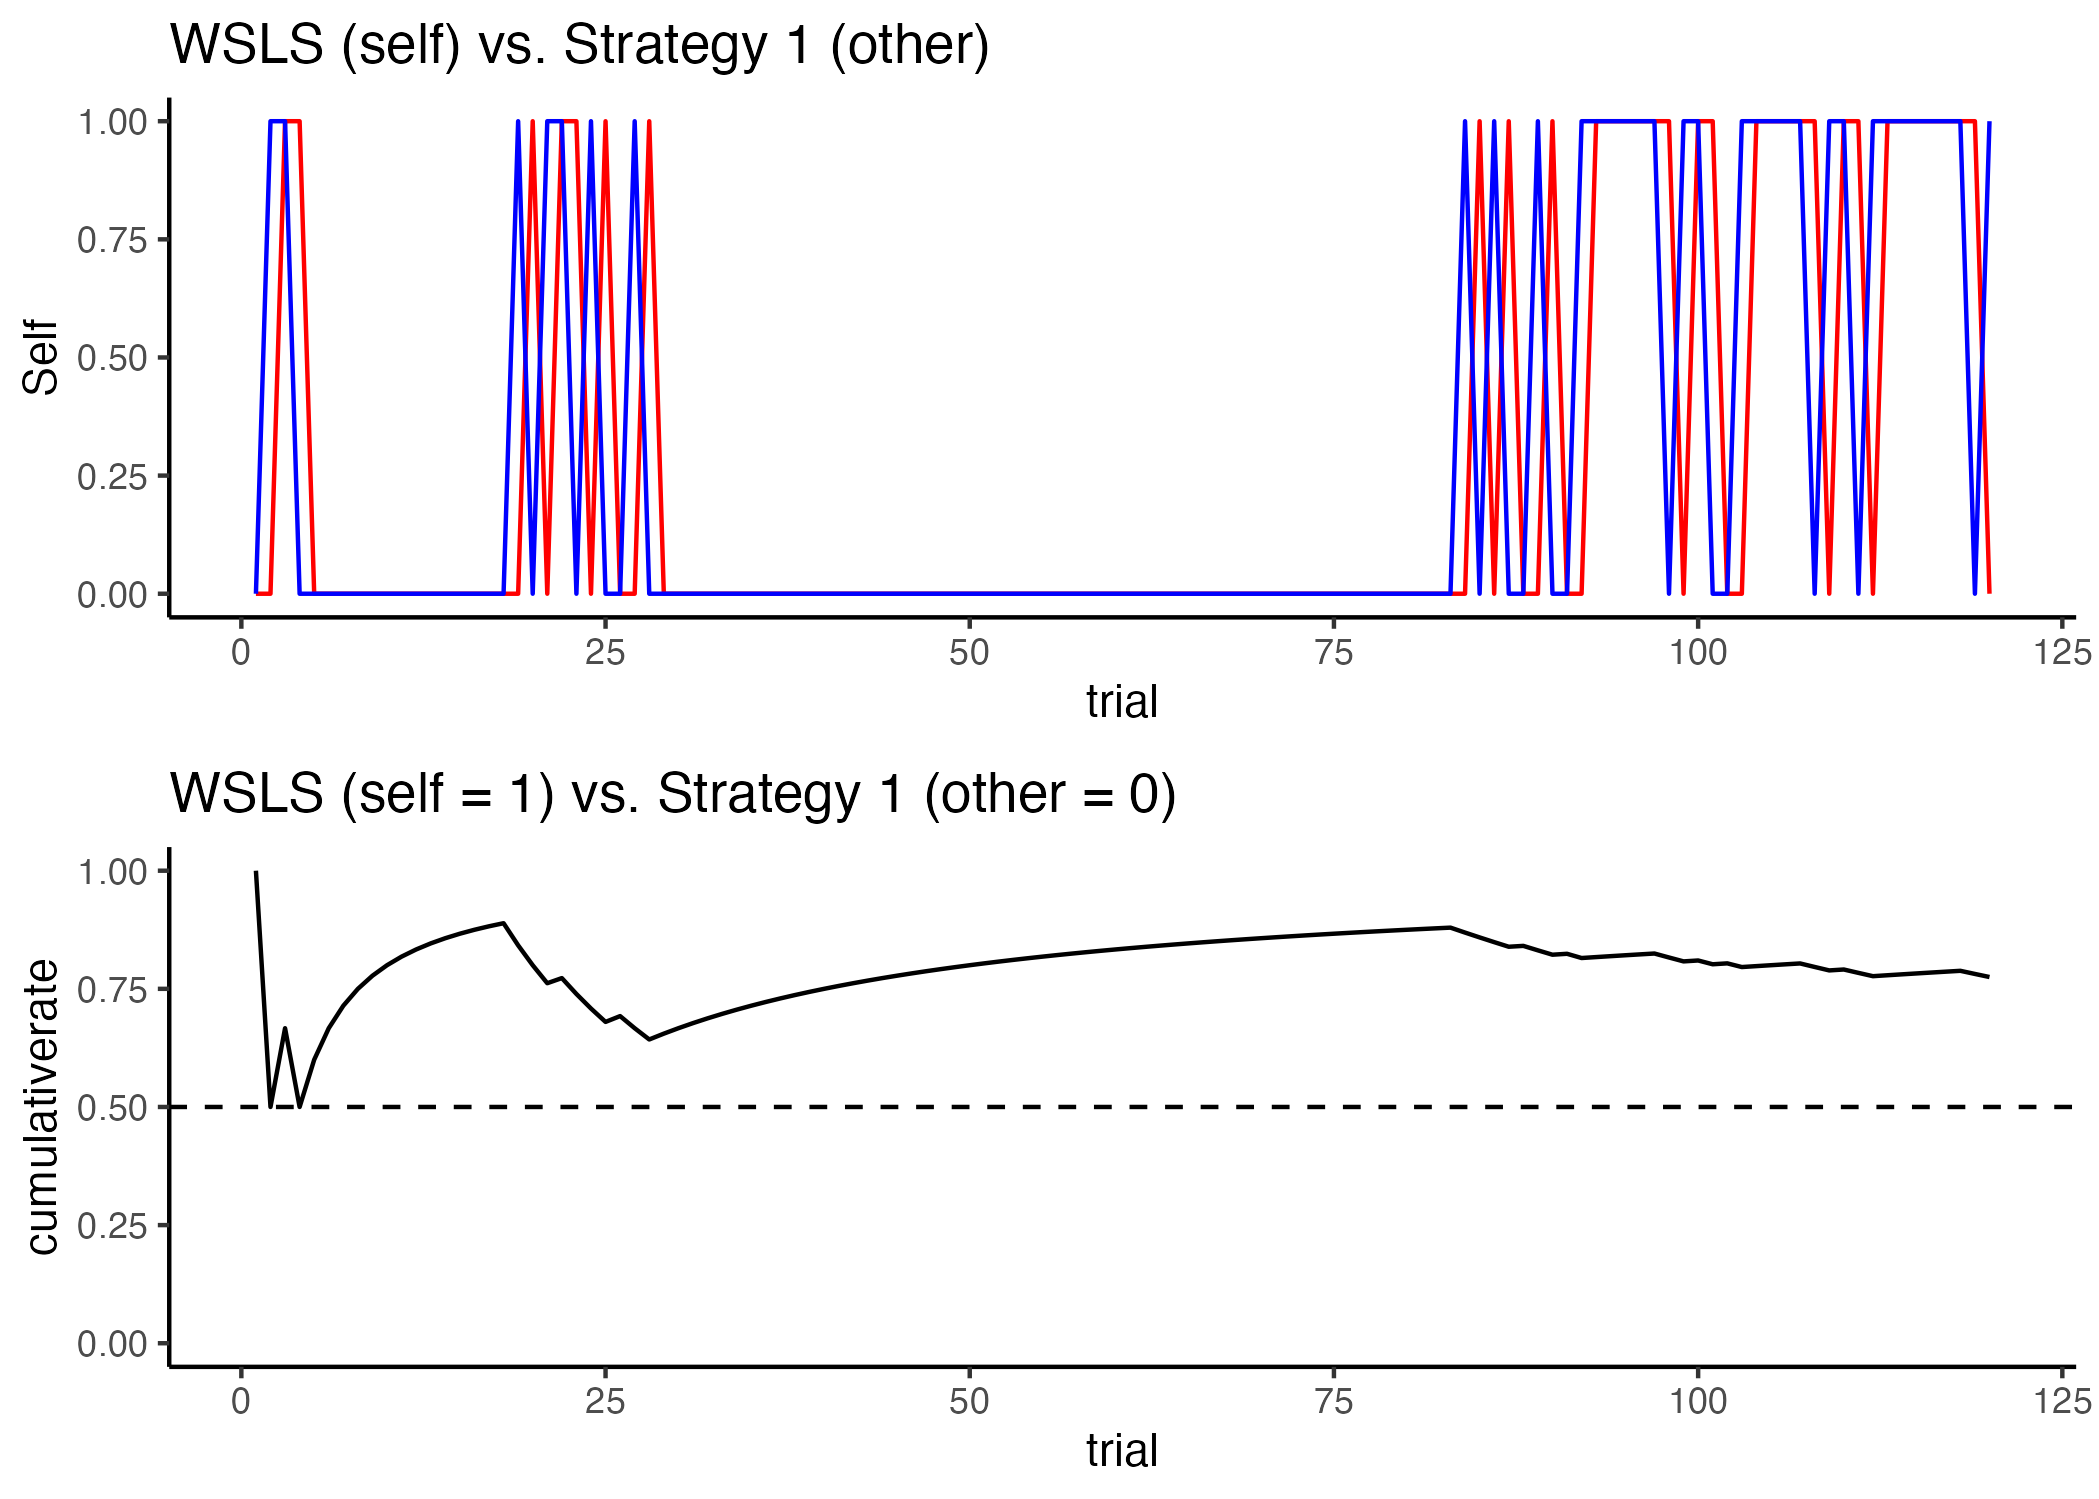 WSLS (self) vs. Strategy 1 (other)
1.00
0.75
0.50
0.25
0.00
Self
0 25 50 75 100 125
trial
WSLS (self = 1) vs. Strategy 1 (other = 0)
1.00
0.75
0.50
0.25
0.00
cumulativerate
0 25 50 75 100 125
trial